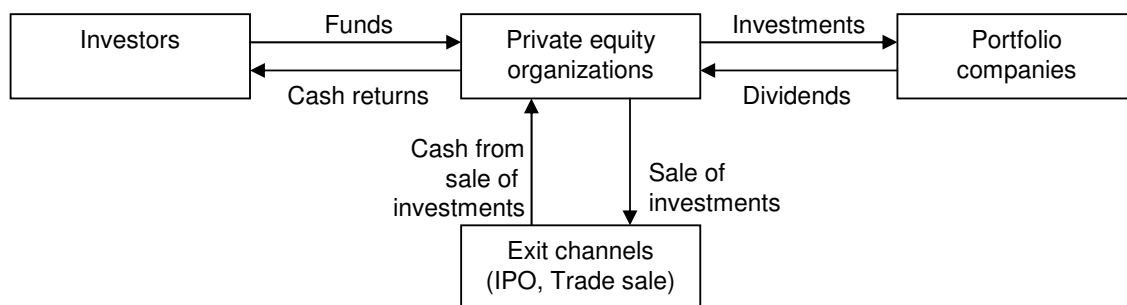 Investors
Funds
Cash returns
Private equity
organizations
Investments
Dividends
Portfolio
companies
Cash from
sale of
investments
Sale of
investments
Exit channels
(IPO, Trade sale)